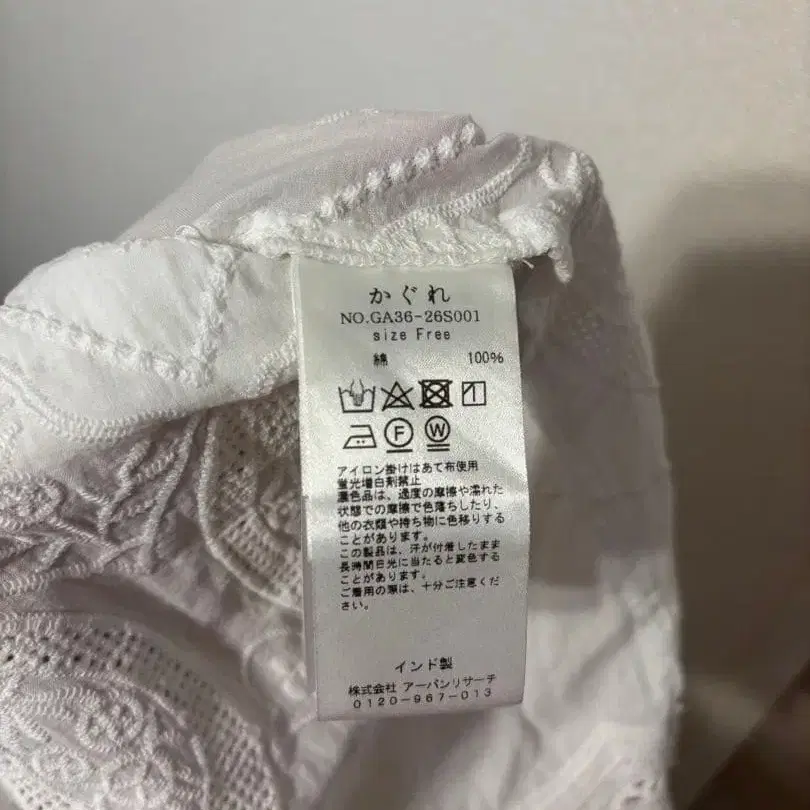 かぐれ
NO.GA36-26S001
size Free
綿 100%
F W
アイロン掛けはあて布使用
蛍光増白剤禁止
濃色品は、過度の摩擦や濡れた
状態での摩擦で色落ちしたり、
他の衣類や持ち物に色移りする
ことがあります。
この製品は、汗が付着したまま
長時間日光に当たると変色する
ことがあります。
ご着用の際は、十分ご注意くだ
さい。
インド製
株式会社 アーバンリサーチ
0120-967-013